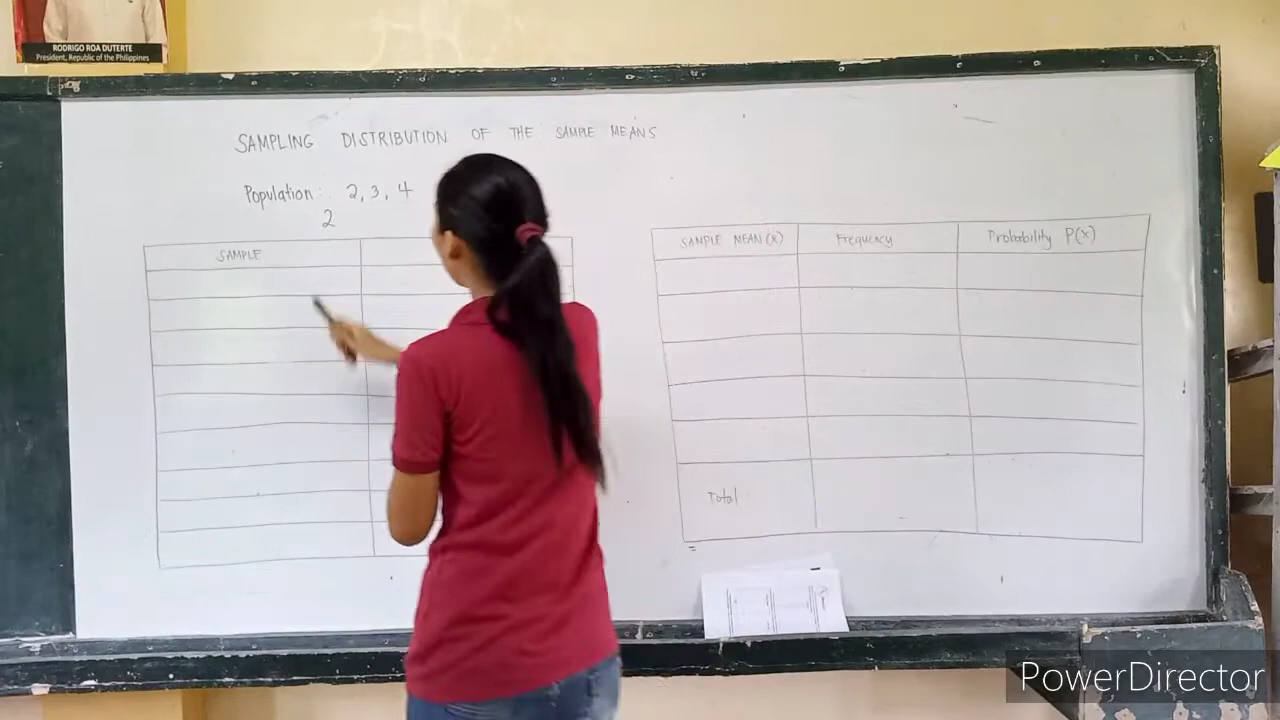 RODRIGO ROA DUTERTE
President, Republic of the Philippines
SAMPLING DISTRIBUTION OF THE SAMPLE MEANS
Population: 2, 3, 4
2
SAMPLE
SAMPLE MEAN (x) Frequency Probability P(x)
Total
PowerDirector